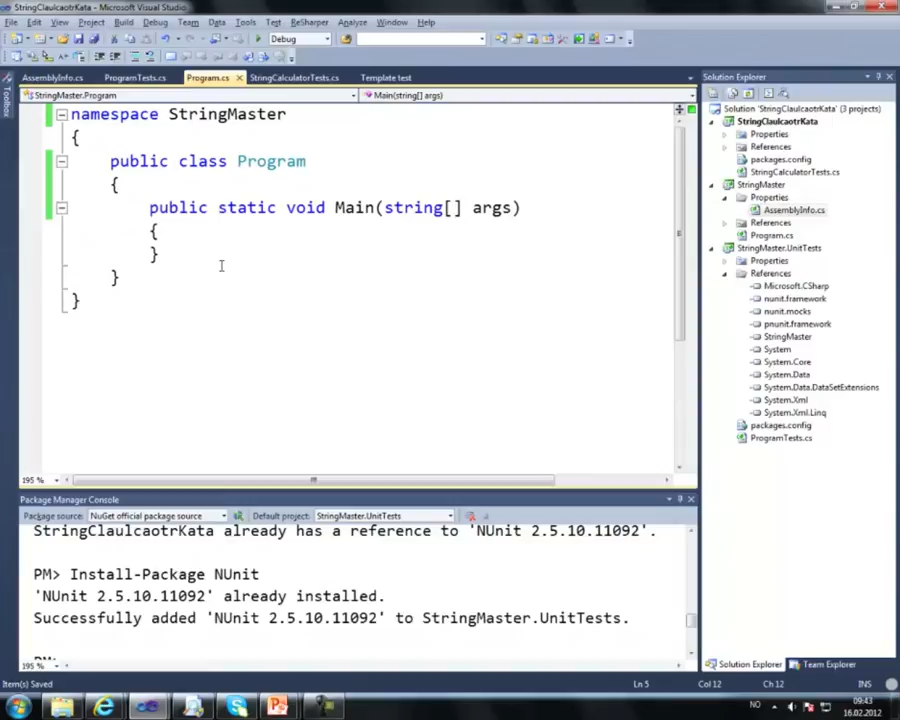 StringClaulcaotrKata - Microsoft Visual Studio
File Edit View Project Build Debug Team Data Tools Test ReSharper Analyze Window Help
Debug
AssemblyInfo.cs ProgramTests.cs Program.cs StringCalculatorTests.cs Template test
StringMaster.Program Main(string[] args)
Toolbox
namespace StringMaster
{
public class Program
{
public static void Main(string[] args)
{
}
}
}
195 %
Package Manager Console
Package source: NuGet official package source Default project: StringMaster.UnitTests
StringClaulcaotrKata already has a reference to 'NUnit 2.5.10.11092'.
PM> Install-Package NUnit
'NUnit 2.5.10.11092' already installed.
Successfully added 'NUnit 2.5.10.11092' to StringMaster.UnitTests.
PM>
195 %
Solution Explorer
Solution 'StringClaulcaotrKata' (3 projects)
StringClaulcaotrKata
Properties
References
packages.config
StringCalculatorTests.cs
StringMaster
Properties
AssemblyInfo.cs
References
Program.cs
StringMaster.UnitTests
Properties
References
Microsoft.CSharp
nunit.framework
nunit.mocks
pnunit.framework
StringMaster
System
System.Core
System.Data
System.Data.DataSetExtensions
System.Xml
System.Xml.Linq
packages.config
ProgramTests.cs
Solution Explorer Team Explorer
Item(s) Saved Ln 5 Col 12 Ch 12 INS
NO 09:43
16.02.2012